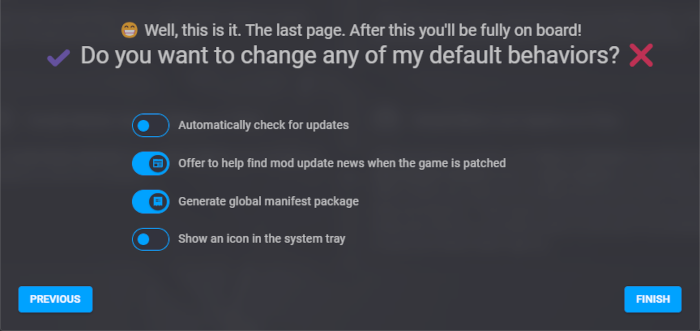 😁 Well, this is it. The last page. After this you'll be fully on board!
✔ Do you want to change any of my default behaviors? ❌
Automatically check for updates
Offer to help find mod update news when the game is patched
Generate global manifest package
Show an icon in the system tray
PREVIOUS
FINISH